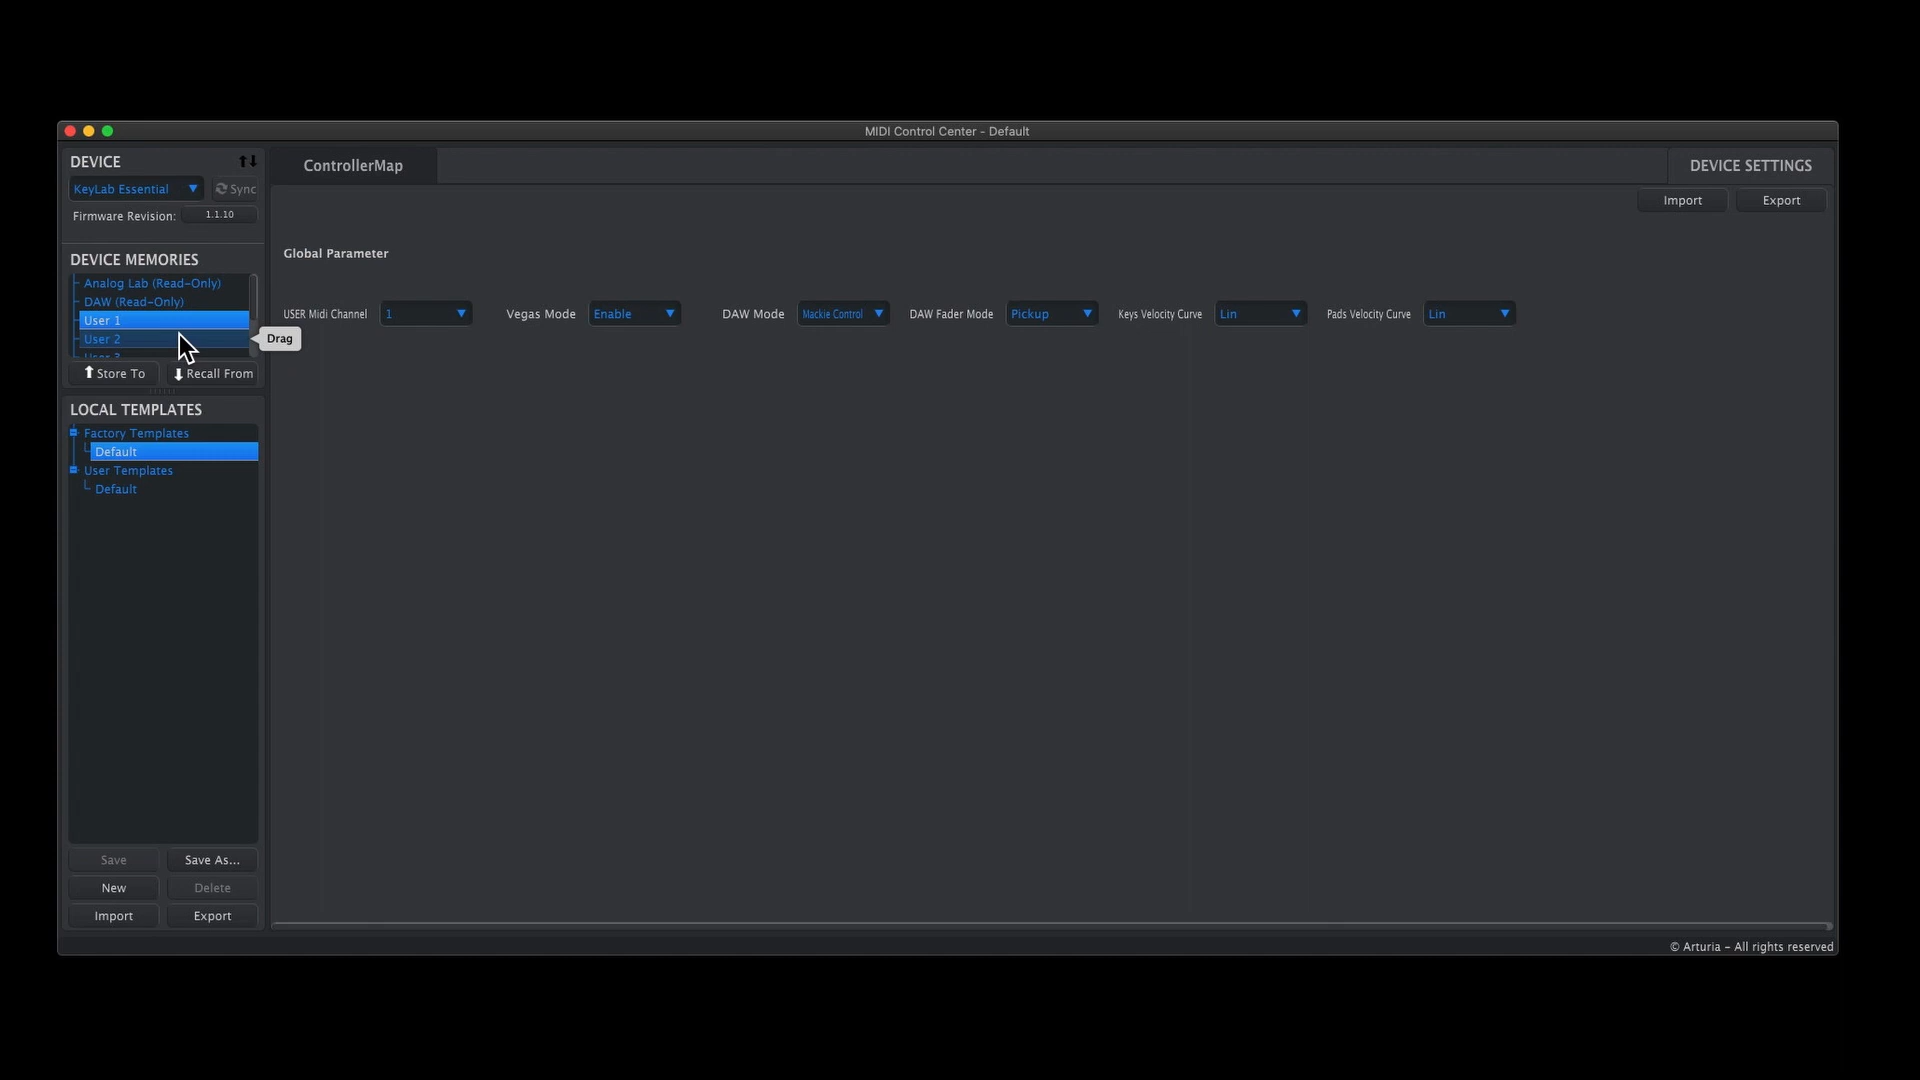 MIDI Control Center - Default
DEVICE
KeyLab Essential
Sync
Firmware Revision:
1.1.10
DEVICE MEMORIES
Analog Lab (Read-Only)
DAW (Read-Only)
User 1
User 2
User 3
Drag
Store To
Recall From
LOCAL TEMPLATES
Factory Templates
Default
User Templates
Default
Save
Save As...
New
Delete
Import
Export
ControllerMap
DEVICE SETTINGS
Import
Export
Global Parameter
USER Midi Channel
1
Vegas Mode
Enable
DAW Mode
Mackie Control
DAW Fader Mode
Pickup
Keys Velocity Curve
Lin
Pads Velocity Curve
Lin
© Arturia - All rights reserved